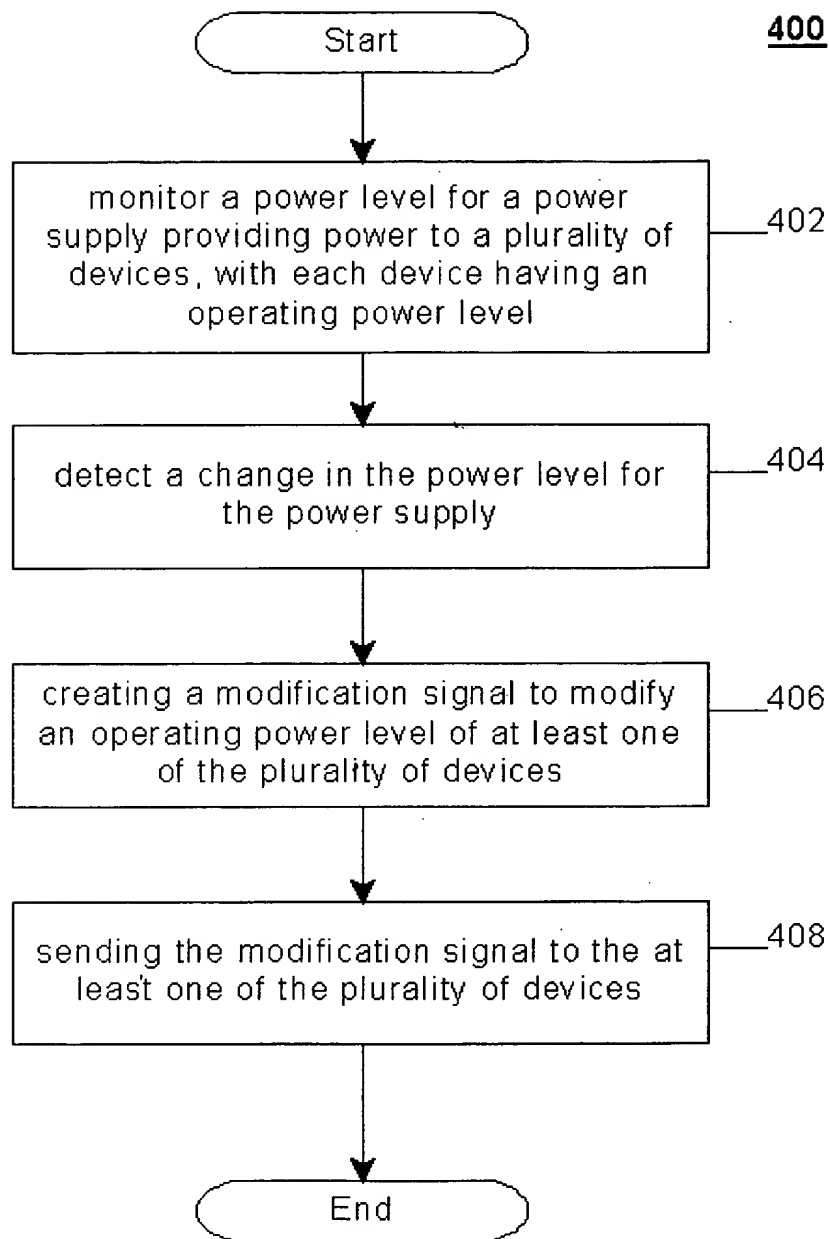 Start
400
monitor a power level for a power
supply providing power to a plurality of
devices, with each device having an
operating power level
402
detect a change in the power level for
the power supply
404
creating a modification signal to modify
an operating power level of at least one
of the plurality of devices
406
sending the modification signal to the at
least one of the plurality of devices
408
End